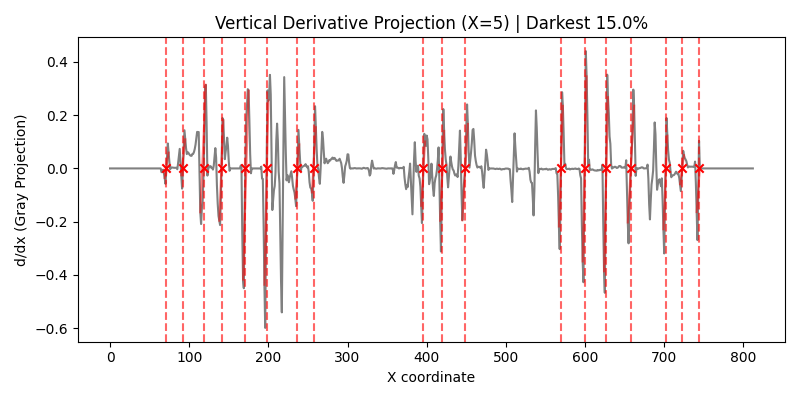 Vertical Derivative Projection (X=5) | Darkest 15.0%
d/dx (Gray Projection)
0.4
0.2
0.0
−0.2
−0.4
−0.6
0 100 200 300 400 500 600 700 800
X coordinate